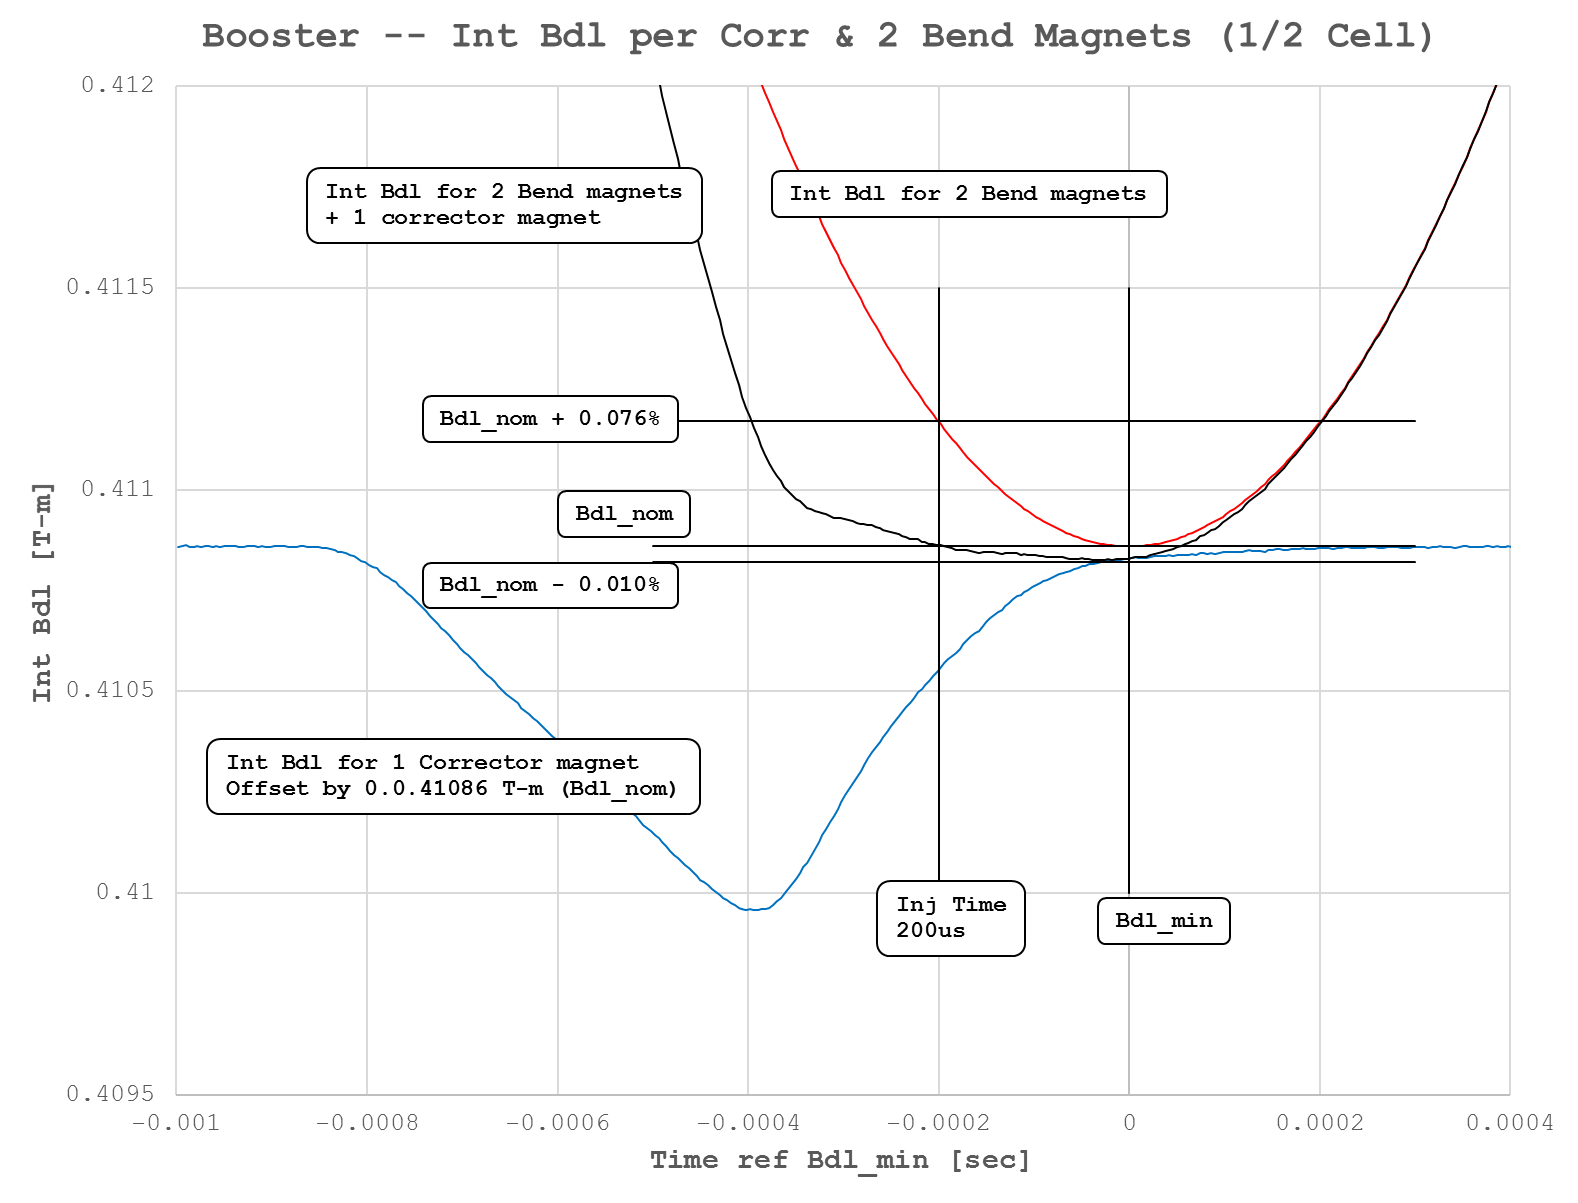 Booster -- Int Bdl per Corr & 2 Bend Magnets (1/2 Cell)
0.412
Int Bdl for 2 Bend magnets
+ 1 corrector magnet
Int Bdl for 2 Bend magnets
0.4115
Bdl_nom + 0.076%
0.411
Bdl_nom
Bdl_nom - 0.010%
Int Bdl [T-m]
0.4105
Int Bdl for 1 Corrector magnet
Offset by 0.0.41086 T-m (Bdl_nom)
0.41
Inj Time
200us
Bdl_min
0.4095
-0.001 -0.0008 -0.0006 -0.0004 -0.0002 0 0.0002 0.0004
Time ref Bdl_min [sec]